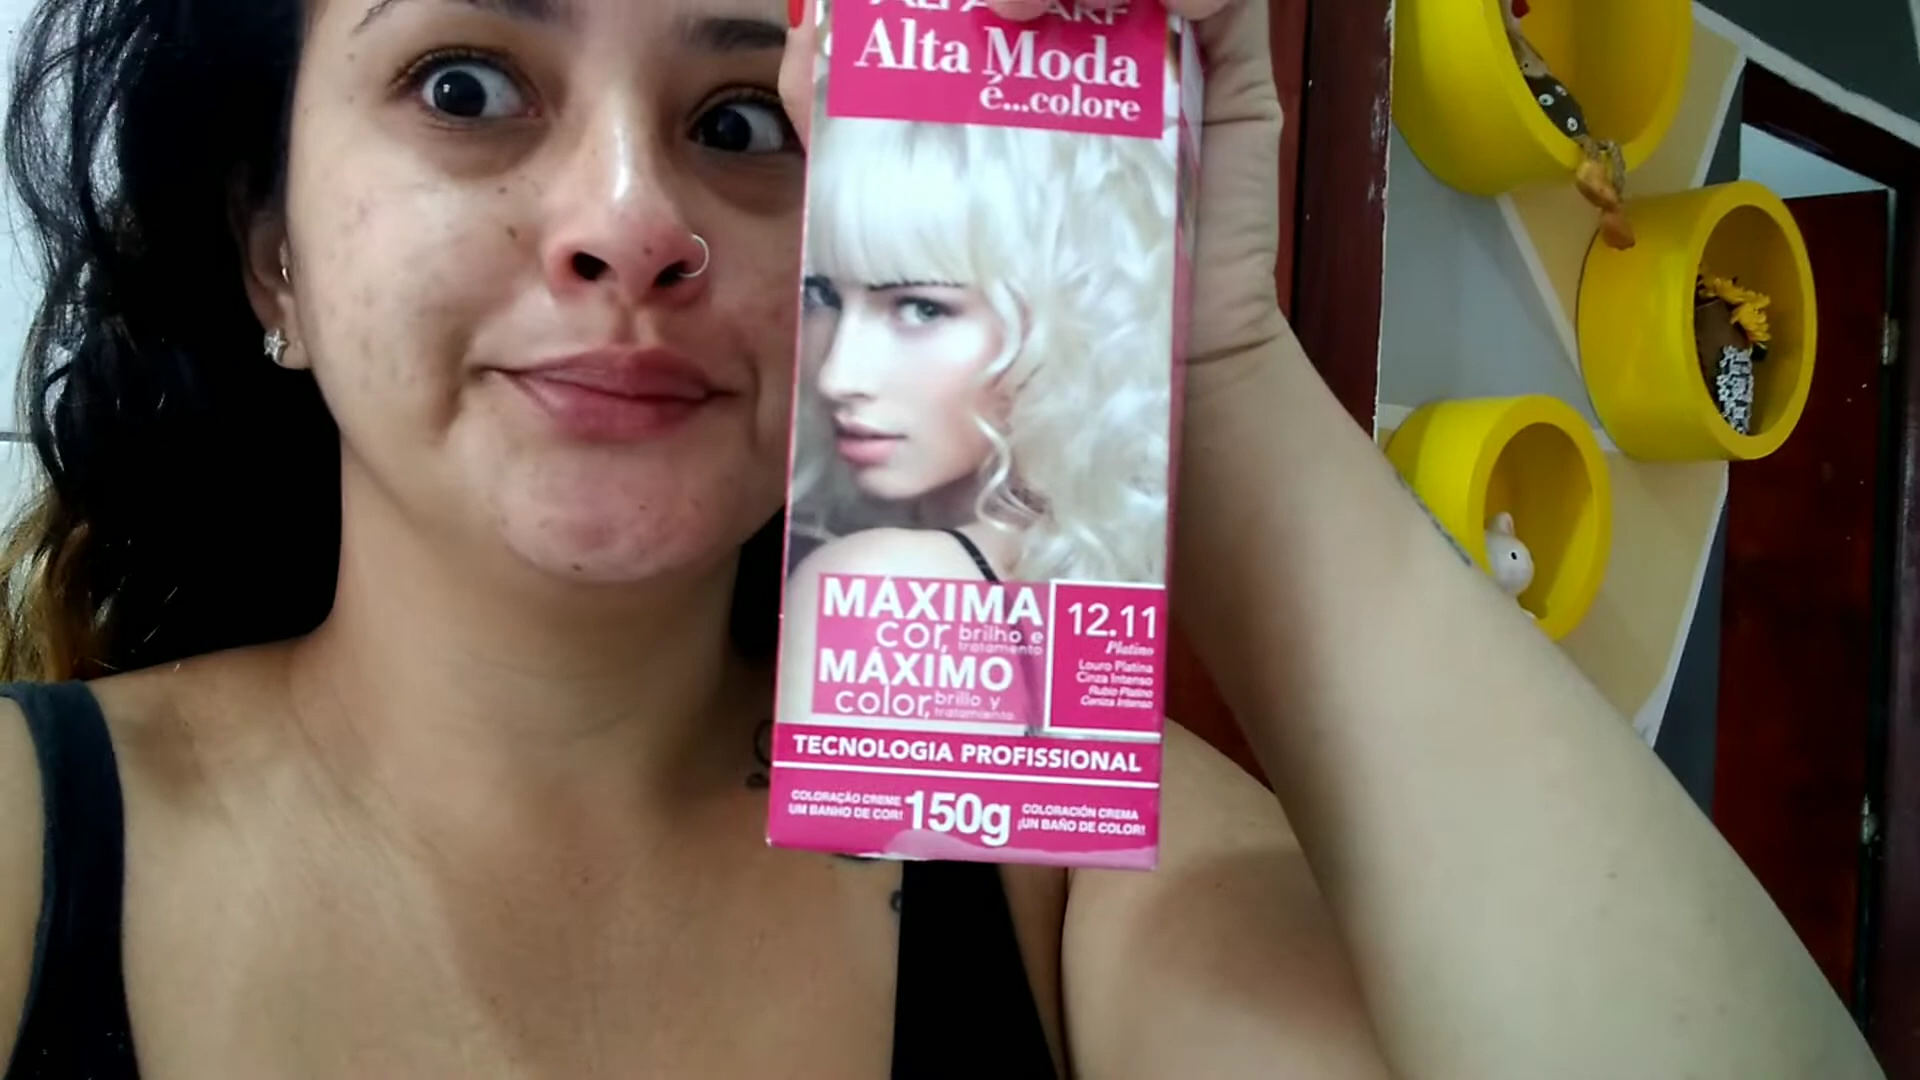 Alta Moda
é...colore
MÁXIMA
cor, brilho e
tratamento
MÁXIMO
color, brillo y
tratamiento
12.11
Platino
Louro Platina
Cinza Intenso
Rubio Platino
Ceniza Intenso
TECNOLOGIA PROFISSIONAL
COLORAÇÃO CREME
UM BANHO DE COR!
150g
COLORACIÓN CREMA
¡UN BAÑO DE COLOR!